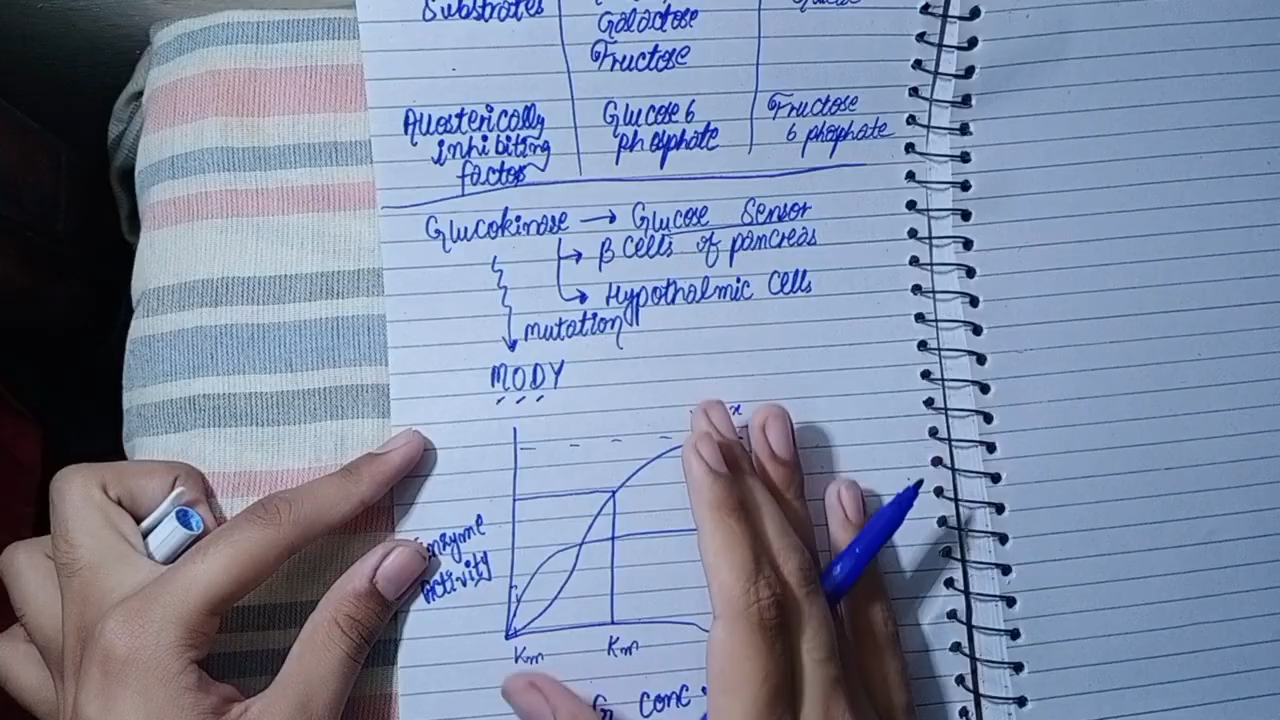 Substrates
Galactose
Fructose
Allosterically
inhibiting
factors
Glucose 6
phosphate
Fructose
6 phosphate
Glucokinase → Glucose Sensor
→ β cells of pancreas
→ Hypothalmic cells
mutation
MODY
Enzyme
Activity
Km
Km
conc